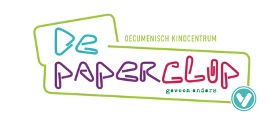 De
OECUMENISCH KINDCENTRUM
PAPERCLIP
gewoon anders